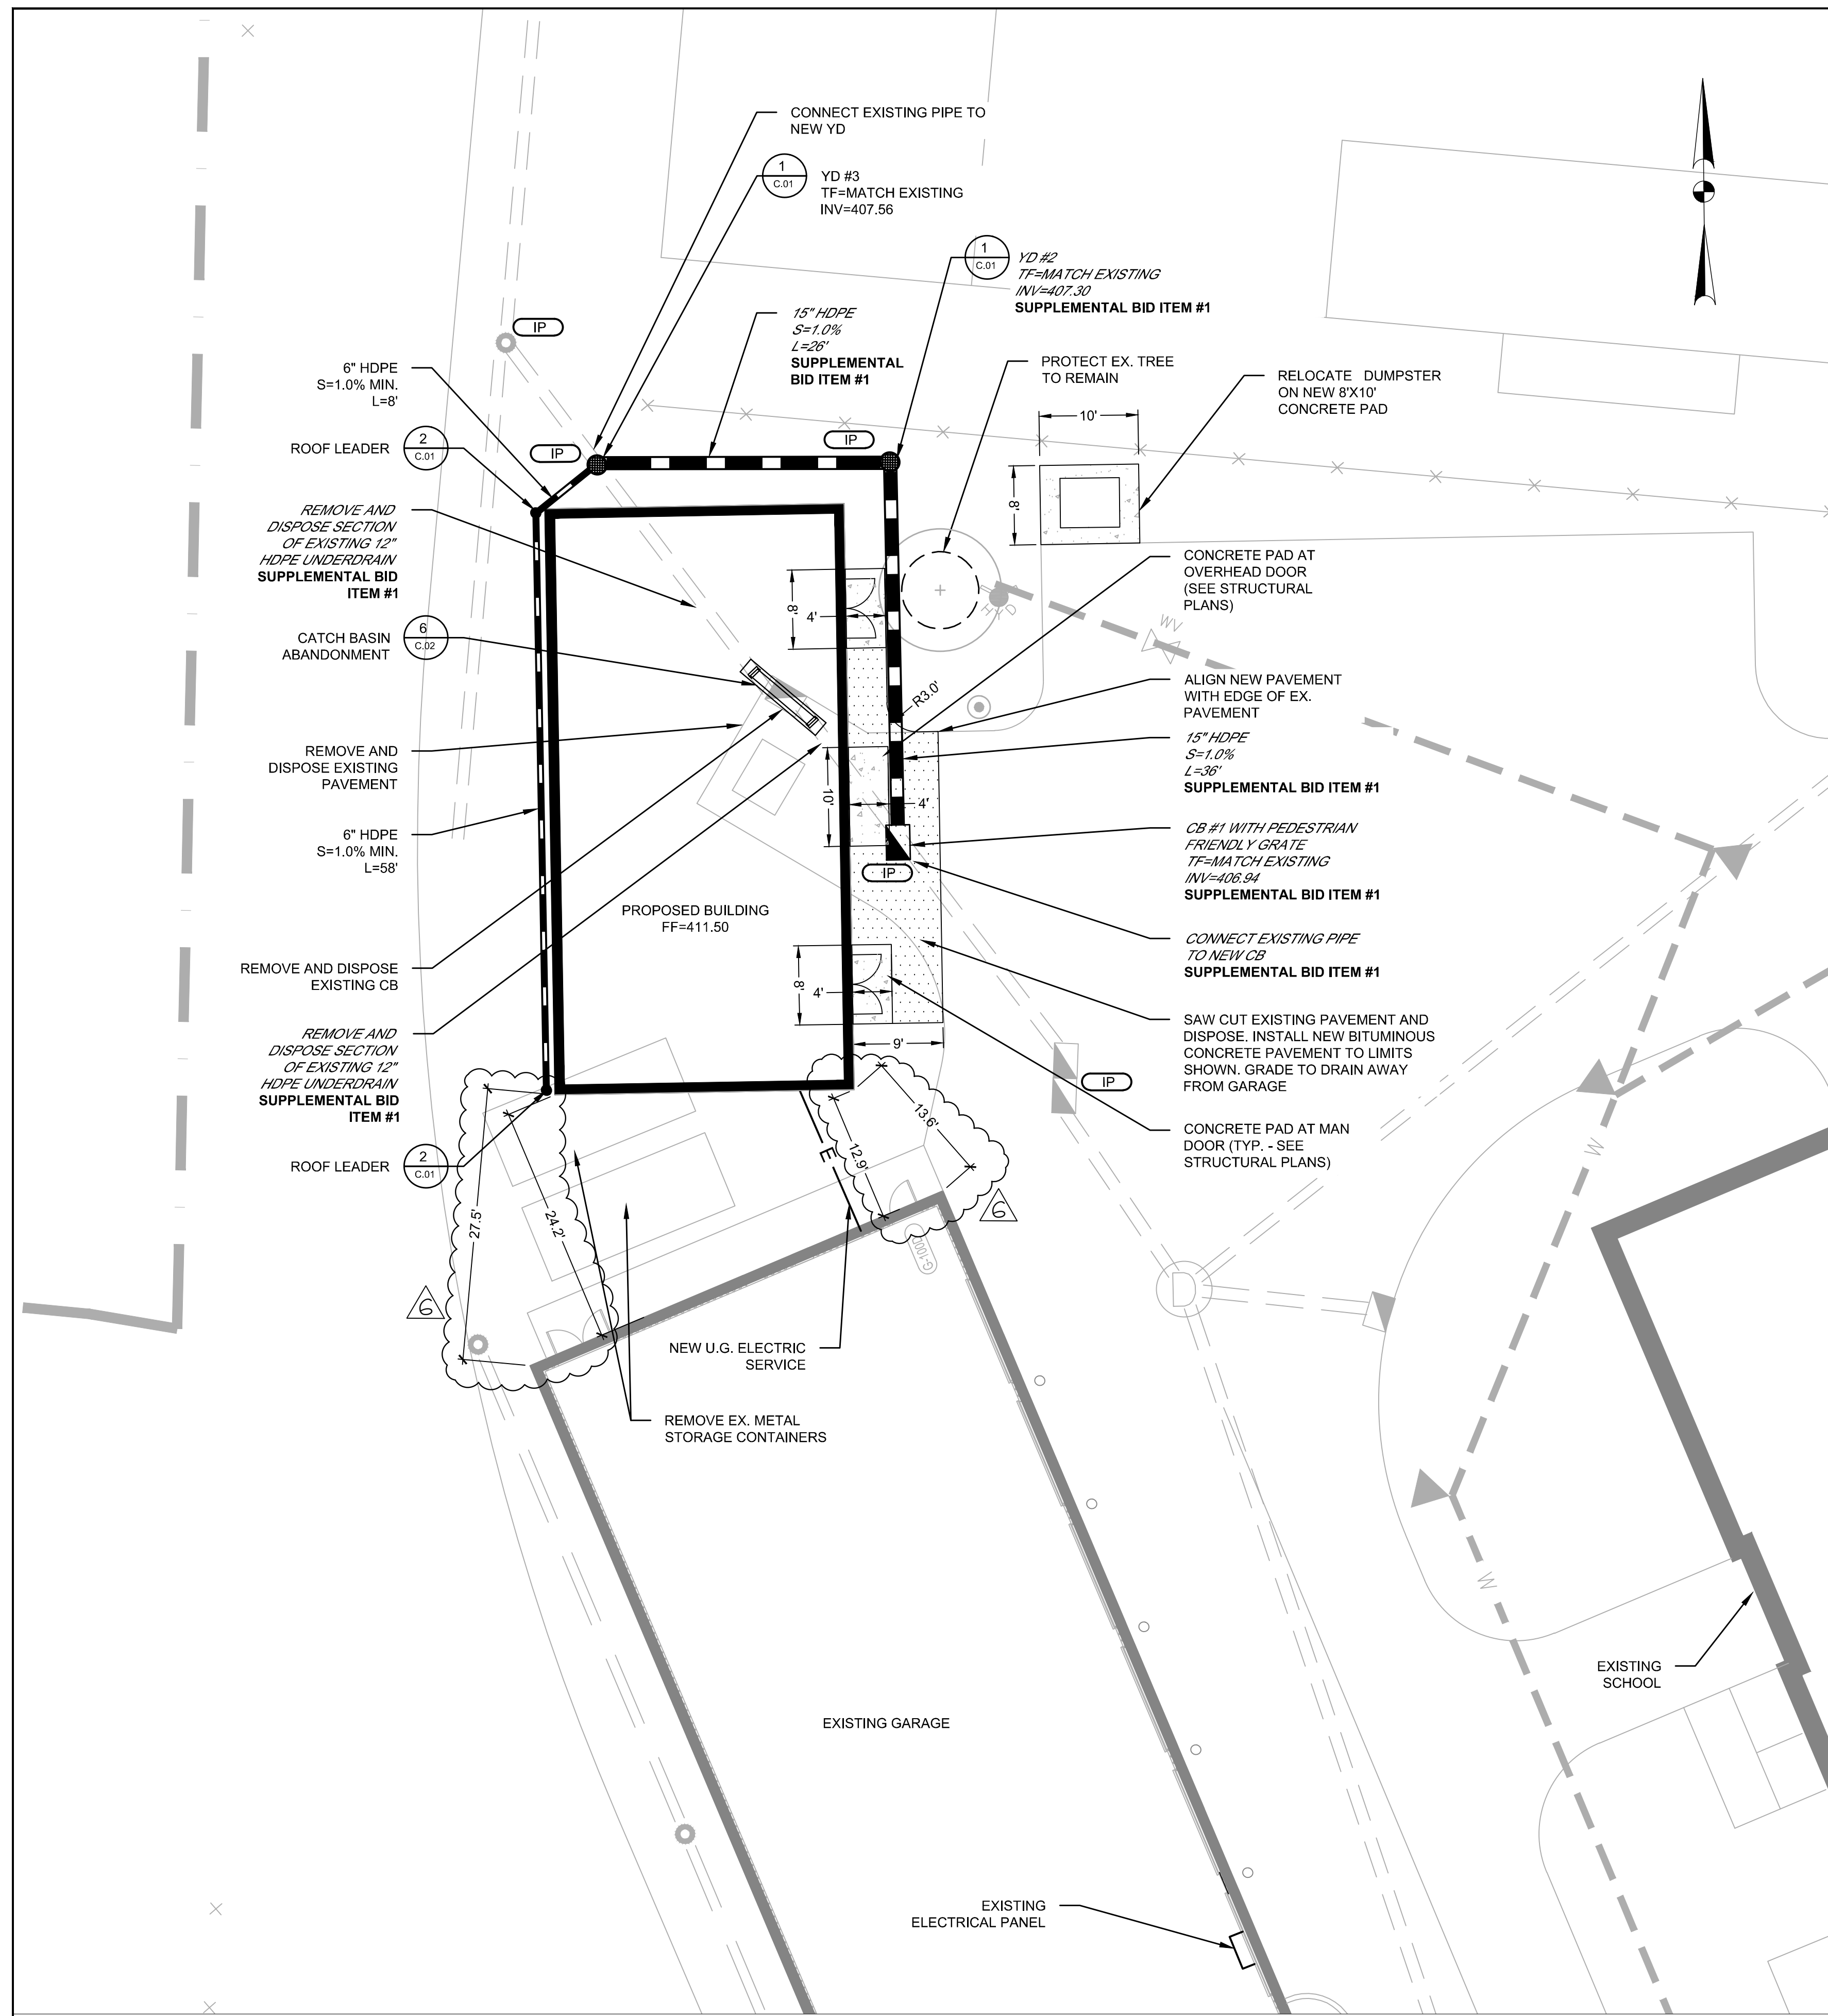 CONNECT EXISTING PIPE TO
NEW YD
1
C.01
YD #3
TF=MATCH EXISTING
INV=407.56
1
C.01
YD #2
TF=MATCH EXISTING
INV=407.30
SUPPLEMENTAL BID ITEM #1
15" HDPE
S=1.0%
L=26'
SUPPLEMENTAL
BID ITEM #1
IP
6" HDPE
S=1.0% MIN.
L=8'
PROTECT EX. TREE
TO REMAIN
RELOCATE DUMPSTER
ON NEW 8'X10'
CONCRETE PAD
10'
8'
ROOF LEADER
2
C.01
IP
IP
REMOVE AND
DISPOSE SECTION
OF EXISTING 12"
HDPE UNDERDRAIN
SUPPLEMENTAL BID
ITEM #1
CONCRETE PAD AT
OVERHEAD DOOR
(SEE STRUCTURAL
PLANS)
8'
4'
HYD
WV
CATCH BASIN
ABANDONMENT
6
C.02
R3.0'
ALIGN NEW PAVEMENT
WITH EDGE OF EX.
PAVEMENT
REMOVE AND
DISPOSE EXISTING
PAVEMENT
15" HDPE
S=1.0%
L=36'
SUPPLEMENTAL BID ITEM #1
10'
4'
6" HDPE
S=1.0% MIN.
L=58'
CB #1 WITH PEDESTRIAN
FRIENDLY GRATE
TF=MATCH EXISTING
INV=406.94
SUPPLEMENTAL BID ITEM #1
IP
PROPOSED BUILDING
FF=411.50
CONNECT EXISTING PIPE
TO NEW CB
SUPPLEMENTAL BID ITEM #1
REMOVE AND DISPOSE
EXISTING CB
8'
4'
SAW CUT EXISTING PAVEMENT AND
DISPOSE. INSTALL NEW BITUMINOUS
CONCRETE PAVEMENT TO LIMITS
SHOWN. GRADE TO DRAIN AWAY
FROM GARAGE
REMOVE AND
DISPOSE SECTION
OF EXISTING 12"
HDPE UNDERDRAIN
SUPPLEMENTAL BID
ITEM #1
9'
IP
CONCRETE PAD AT MAN
DOOR (TYP. - SEE
STRUCTURAL PLANS)
ROOF LEADER
2
C.01
13.6'
12.9'
E
W
27.5'
24.2'
6
6
G-1000
D
NEW U.G. ELECTRIC
SERVICE
REMOVE EX. METAL
STORAGE CONTAINERS
W
EXISTING
SCHOOL
EXISTING GARAGE
EXISTING
ELECTRICAL PANEL